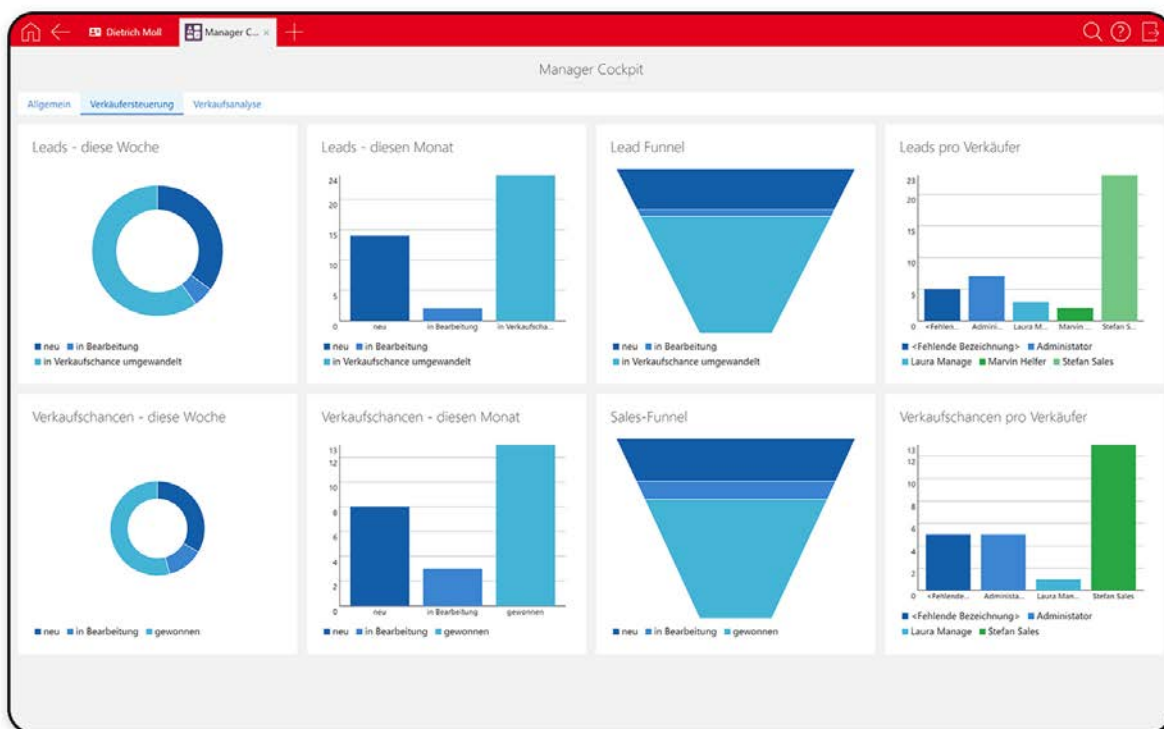 Dietrich Moll
Manager C... ×
Manager Cockpit
Allgemein Verkäufersteuerung Verkaufsanalyse
Leads - diese Woche
neu in Bearbeitung
in Verkaufschance umgewandelt
Leads - diesen Monat
24
20
15
10
5
0
neu in Bearbeitung in Verkaufscha...
neu in Bearbeitung
in Verkaufschance umgewandelt
Lead Funnel
neu in Bearbeitung
in Verkaufschance umgewandelt
Leads pro Verkäufer
23
20
15
10
5
0
<Fehlen... Admini... Laura M... Marvin ... Stefan S...
<Fehlende Bezeichnung> Administator
Laura Manage Marvin Helfer Stefan Sales
Verkaufschancen - diese Woche
neu in Bearbeitung gewonnen
Verkaufschancen - diesen Monat
13
12
10
8
6
4
2
0
neu in Bearbeitung gewonnen
neu in Bearbeitung gewonnen
Sales-Funnel
neu in Bearbeitung gewonnen
Verkaufschancen pro Verkäufer
13
12
10
8
6
4
2
0
<Fehlende... Administa... Laura Man... Stefan Sales
<Fehlende Bezeichnung> Administator
Laura Manage Stefan Sales